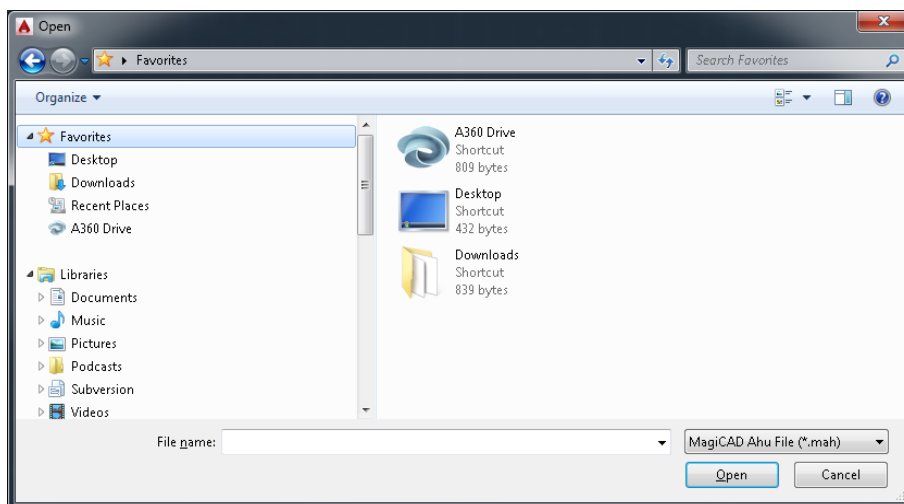 Open
Favorites
Search Favorites
Organize
Favorites
Desktop
Downloads
Recent Places
A360 Drive
Libraries
Documents
Music
Pictures
Podcasts
Subversion
Videos
A360 Drive
Shortcut
809 bytes
Desktop
Shortcut
432 bytes
Downloads
Shortcut
839 bytes
File name:
MagiCAD Ahu File (*.mah)
Open
Cancel